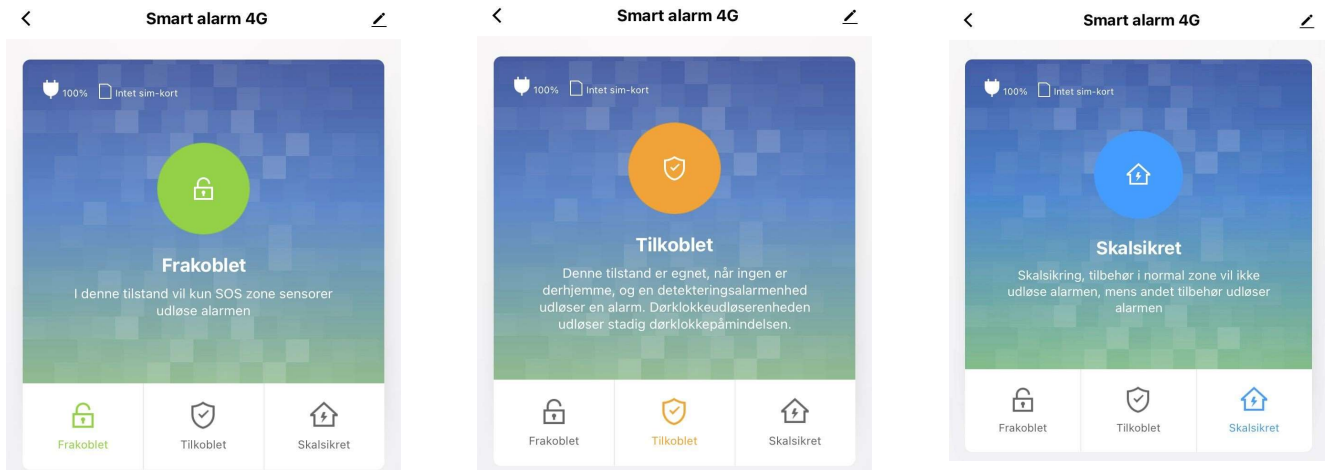 Smart alarm 4G
100% Intet sim-kort
Frakoblet
I denne tilstand vil kun SOS zone sensorer
udløse alarmen
Frakoblet Tilkoblet Skalsikret
Smart alarm 4G
100% Intet sim-kort
Tilkoblet
Denne tilstand er egnet, når ingen er
derhjemme, og en detekteringsalarmenhed
udløser en alarm. Dørklokkeudløserenheden
udløser stadig dørklokkepåmindelsen.
Frakoblet Tilkoblet Skalsikret
Smart alarm 4G
100% Intet sim-kort
Skalsikret
Skalsikring, tilbehør i normal zone vil ikke
udløse alarmen, mens andet tilbehør udløser
alarmen
Frakoblet Tilkoblet Skalsikret